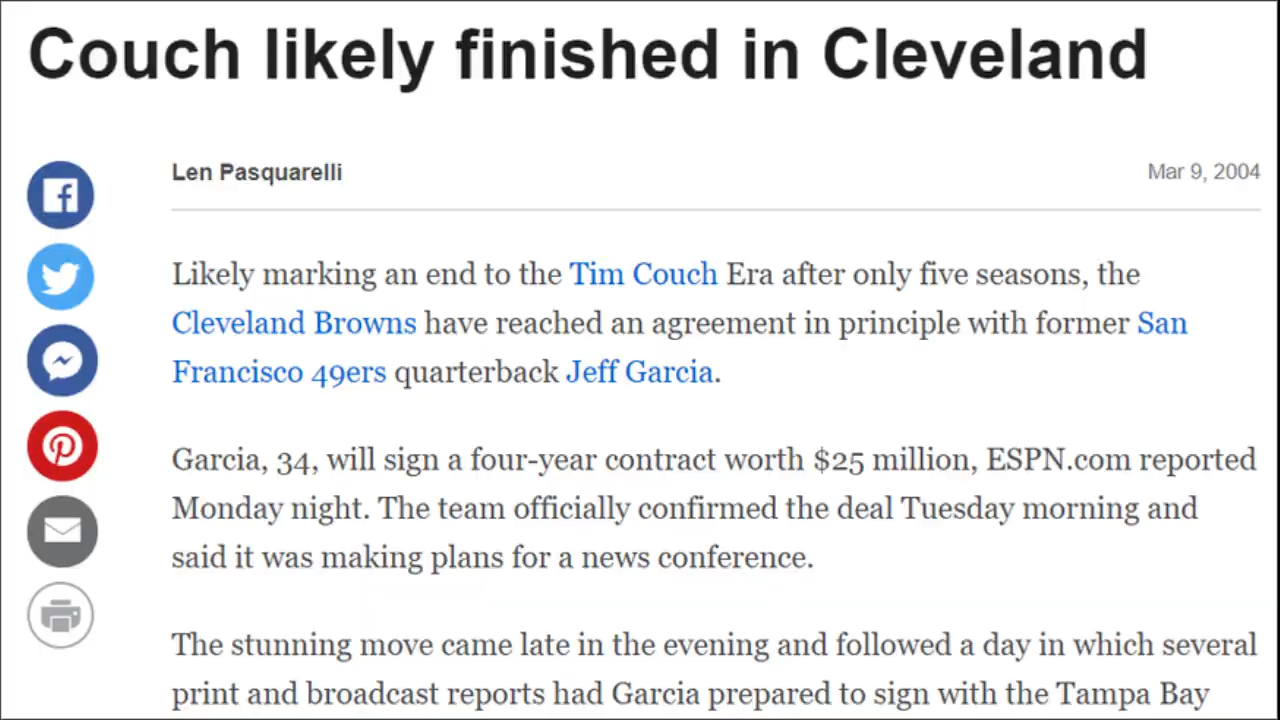 Couch likely finished in Cleveland
Len Pasquarelli
Mar 9, 2004
Likely marking an end to the Tim Couch Era after only five seasons, the
Cleveland Browns have reached an agreement in principle with former San
Francisco 49ers quarterback Jeff Garcia.
Garcia, 34, will sign a four-year contract worth $25 million, ESPN.com reported
Monday night. The team officially confirmed the deal Tuesday morning and
said it was making plans for a news conference.
The stunning move came late in the evening and followed a day in which several
print and broadcast reports had Garcia prepared to sign with the Tampa Bay